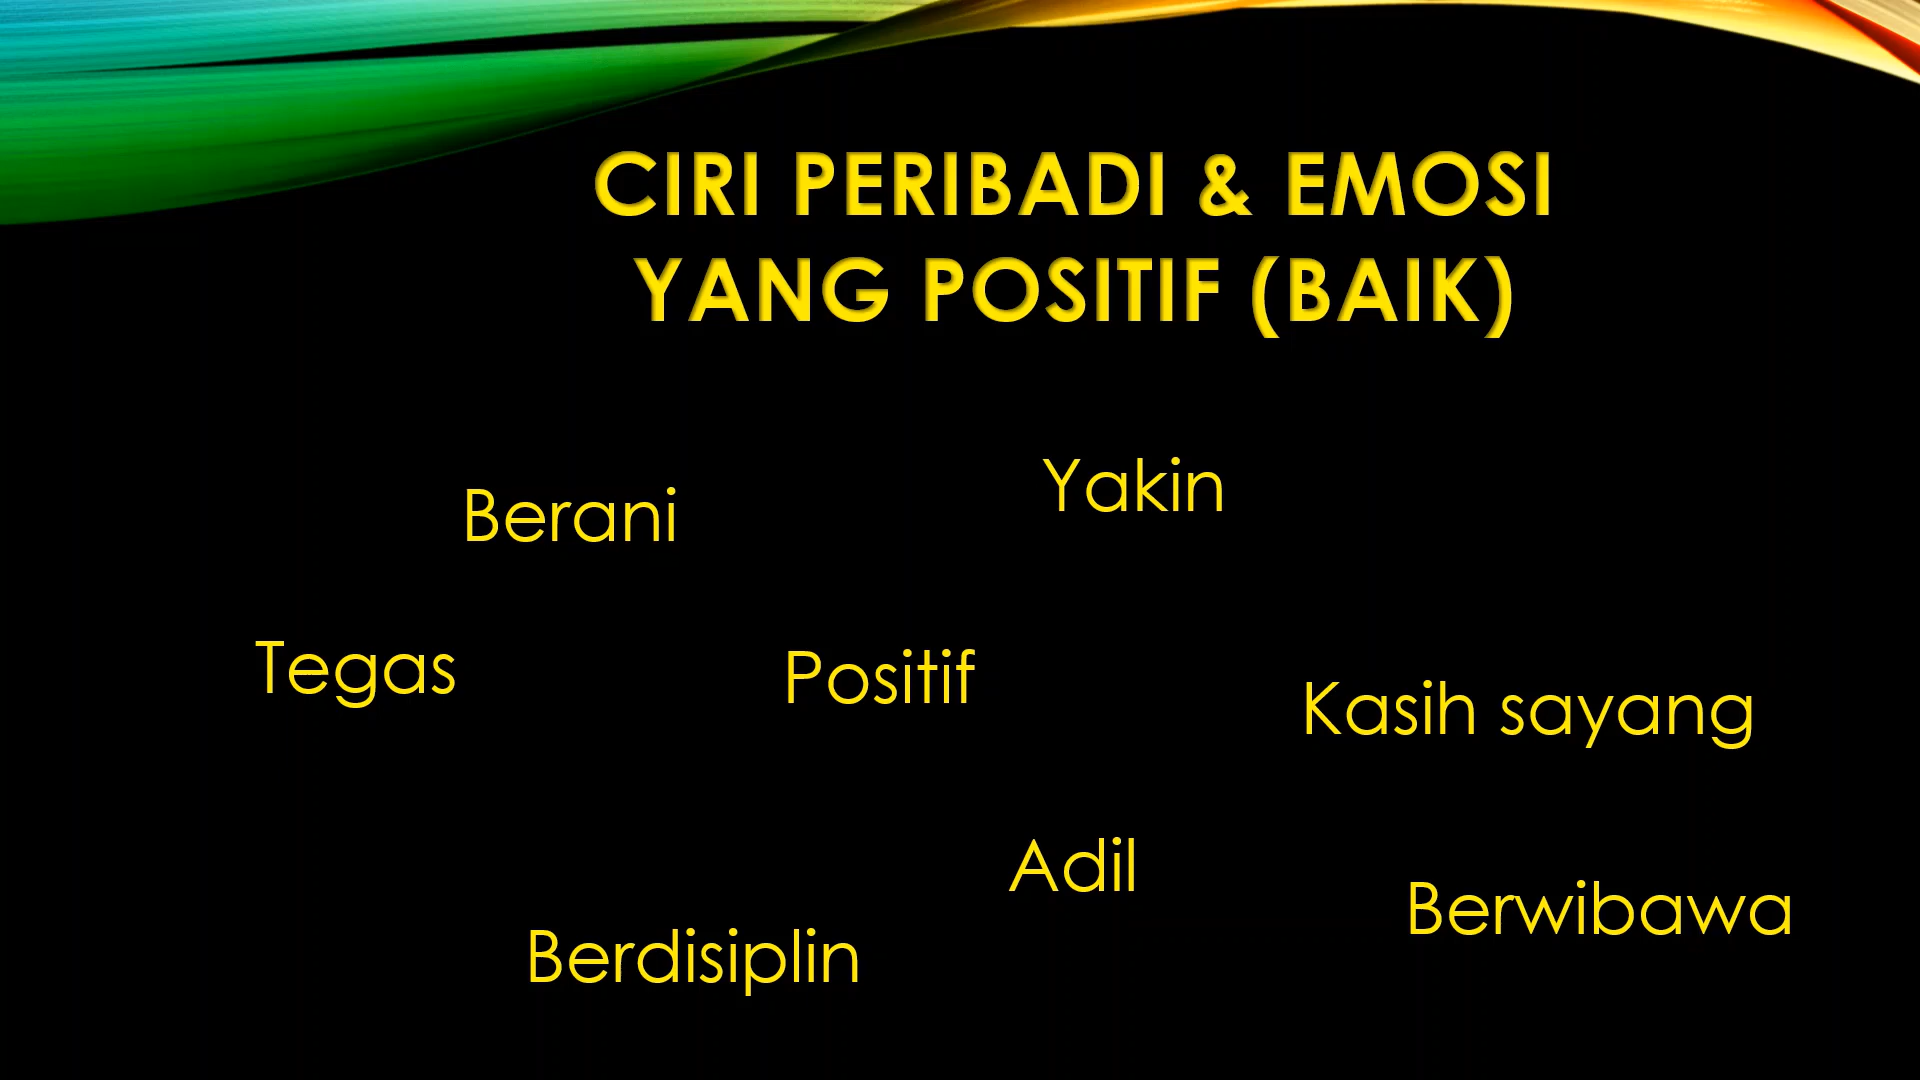 CIRI PERIBADI & EMOSI
YANG POSITIF (BAIK)
Berani
Yakin
Tegas
Positif
Kasih sayang
Adil
Berwibawa
Berdisiplin